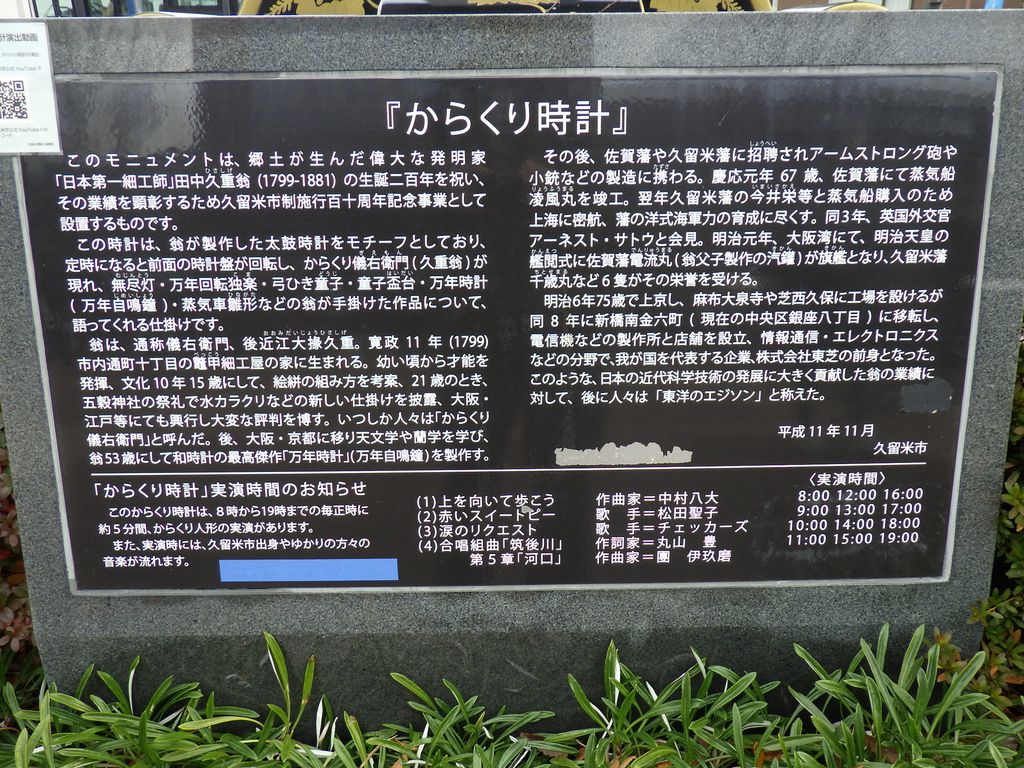 計演出動画
『からくり時計』
このモニュメントは、郷土が生んだ偉大な発明家
「日本第一細工師」田中久重翁 (1799-1881) の生誕二百年を祝い、
その業績を顕彰するため久留米市制施行百十周年記念事業として
設置するものです。
この時計は、翁が製作した太鼓時計をモチーフとしており、
定時になると前面の時計盤が回転し、からくり儀右衛門 (久重翁) が
現れ、無尽灯・万年回転独楽・弓ひき童子・童子盃台・万年時計
(万年自鳴鐘)・蒸気車雛形などの翁が手掛けた作品について、
語ってくれる仕掛けです。
翁は、通称儀右衛門、後近江大掾久重。寛政 11 年 (1799)
市内通町十丁目の鼈甲細工屋の家に生まれる。幼い頃から才能を
発揮、文化 10 年 15 歳にして、絵絣の組み方を考案、21 歳のとき、
五穀神社の祭礼で水カラクリなどの新しい仕掛けを披露、大阪・
江戸等にても興行し大変な評判を博す。いつしか人々は「からくり
儀右衛門」と呼んだ。後、大阪・京都に移り天文学や蘭学を学び、
翁53歳にして和時計の最高傑作「万年時計」(万年自鳴鐘)を製作す。
その後、佐賀藩や久留米藩に招聘されアームストロング砲や
小銃などの製造に携わる。慶応元年 67 歳、佐賀藩にて蒸気船
凌風丸を竣工。翌年久留米藩の今井栄等と蒸気船購入のため
上海に密航、藩の洋式海軍力の育成に尽くす。同3年、英国外交官
アーネスト・サトウと会見。明治元年、大阪湾にて、明治天皇の
艦閲式に佐賀藩電流丸 (翁父子製作の汽鑵) が旗艦となり、久留米藩
千歳丸など 6 隻がその栄誉を受ける。
明治6年75歳で上京し、麻布大泉寺や芝西久保に工場を設けるが
同 8 年に新橋南金六町 ( 現在の中央区銀座八丁目 ) に移転し、
電信機などの製作所と店舗を設立、情報通信・エレクトロニクス
などの分野で、我が国を代表する企業、株式会社東芝の前身となった。
このような、日本の近代科学技術の発展に大きく貢献した翁の業績に
対して、後に人々は「東洋のエジソン」と称えた。
平成 11 年 11 月
久留米市
「からくり時計」実演時間のお知らせ
このからくり時計は、8時から19時までの毎正時に
約5分間、からくり人形の実演があります。
また、実演時には、久留米市出身やゆかりの方々の
音楽が流れます。
(1)上を向いて歩こう 作曲家＝中村八大
(2)赤いスイートピー 歌 手＝松田聖子
(3)涙のリクエスト 歌 手＝チェッカーズ
(4)合唱組曲「筑後川」 作詞家＝丸山 豊
第5章「河口」 作曲家＝團 伊玖磨
〈実演時間〉
8:00 12:00 16:00
9:00 13:00 17:00
10:00 14:00 18:00
11:00 15:00 19:00